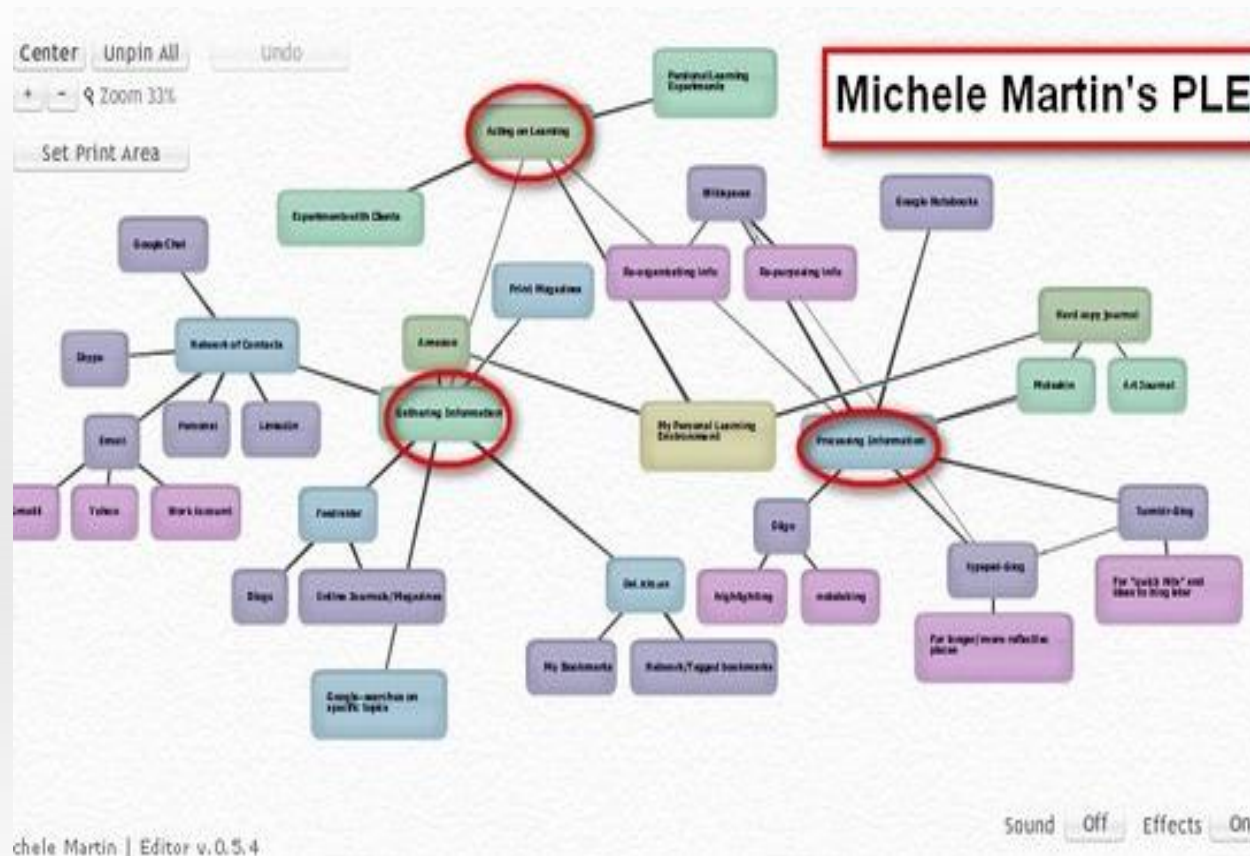 Center Unpin All Undo
+ - Zoom 33%
Set Print Area
Michele Martin's PLE
Personal Learning
Experiments
Acting on Learning
Experiments with Clients
Wikispaces
Google Notebooks
Google Chat
Re-organizating Info
Re-purposing Info
Print Magazines
Hard copy Journal
Skype
Network of Contacts
Amazon
Moleskin
Art Journal
Email
Personal
LinkedIn
Gathering Information
My Personal Learning
Environment
Processing Information
Yahoo
Work Account
Feedreader
Diigo
Tumblr-Blog
Typepad-Blog
Blogs
Online Journals/Magazines
highlighting
notetaking
For "quick hits" and
ideas to blog later
For longer/more reflective
pieces
My Bookmarks
Network/Tagged bookmarks
Google-searches on
specific topics
Sound Off Effects On
chele Martin | Editor v.0.5.4